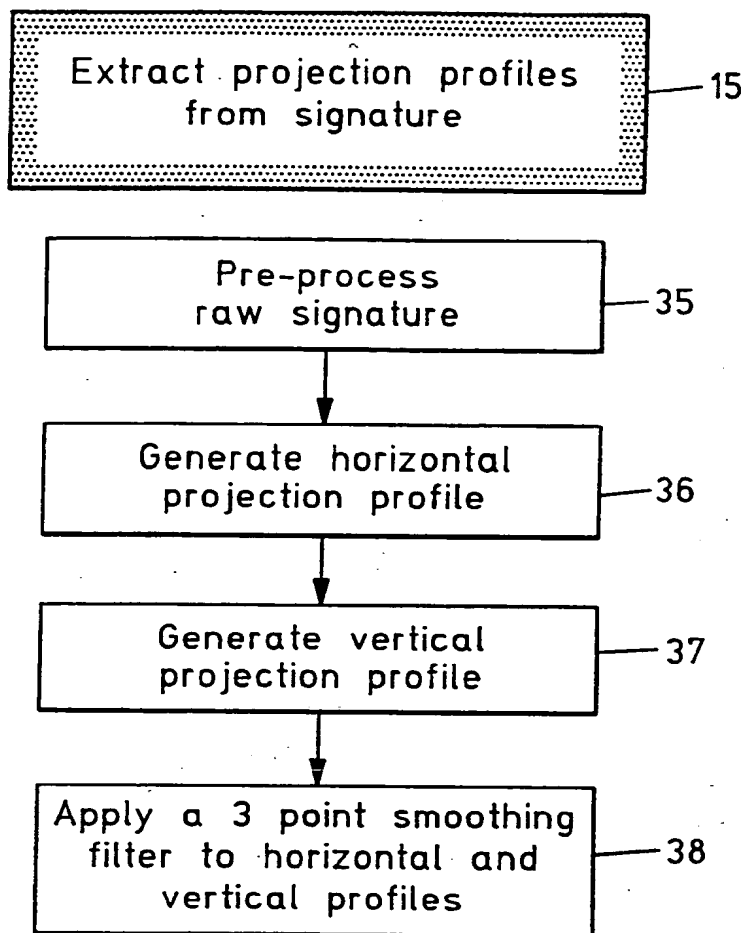 Extract projection profiles
from signature
15
Pre-process
raw signature
35
Generate horizontal
projection profile
36
Generate vertical
projection profile
37
Apply a 3 point smoothing
filter to horizontal and
vertical profiles
38